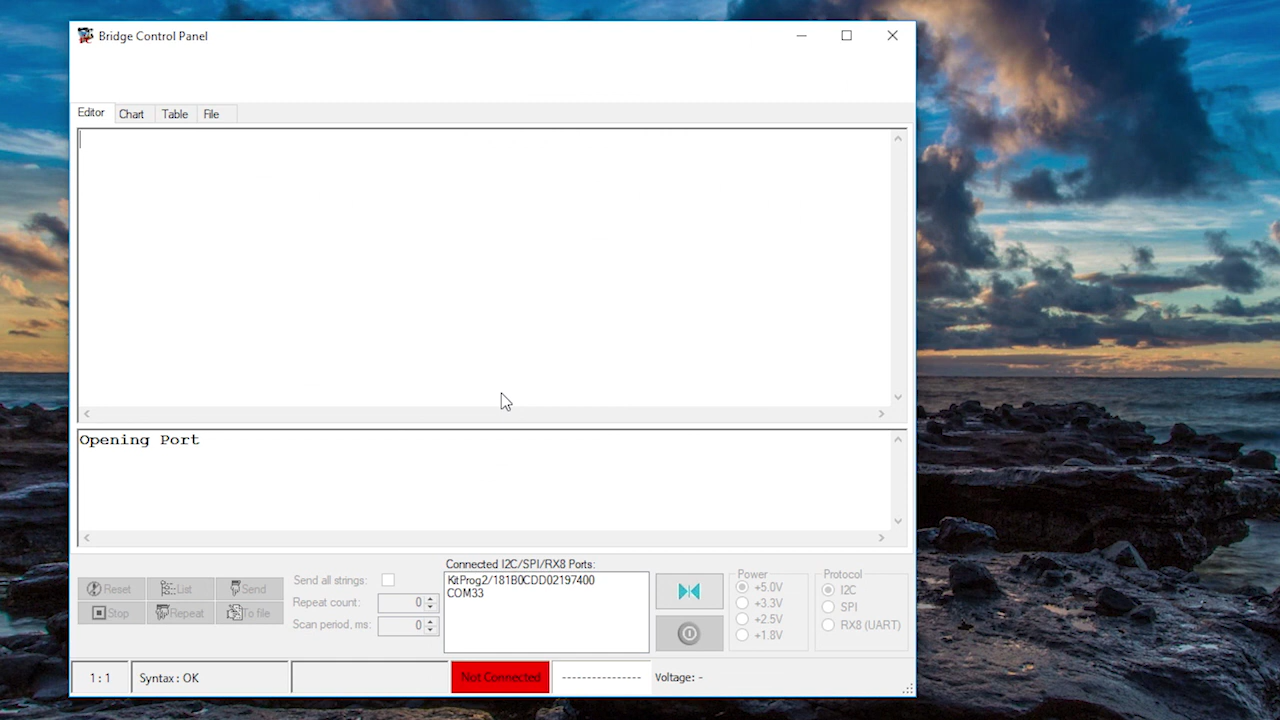 Bridge Control Panel
Editor Chart Table File
Opening Port
Connected I2C/SPI/RX8 Ports:
KitProg2/181B0CDD02197400
COM33
Reset List Send
Stop Repeat To file
Send all strings:
Repeat count: 0
Scan period, ms: 0
Power
+5.0V
+3.3V
+2.5V
+1.8V
Protocol
I2C
SPI
RX8 (UART)
1 : 1 Syntax : OK Not Connected --------------- Voltage: -